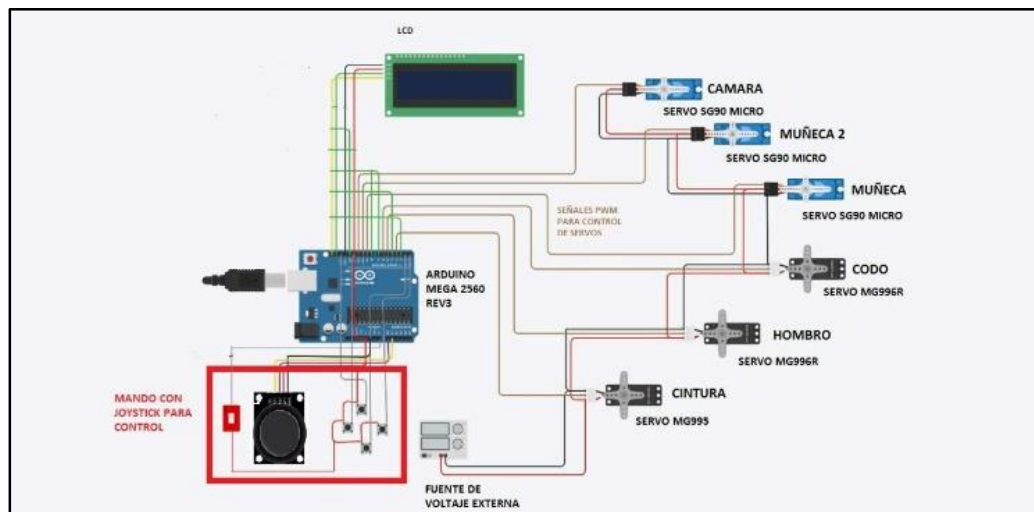 LCD
CAMARA
SERVO SG90 MICRO
MUÑECA 2
SERVO SG90 MICRO
MUÑECA
SERVO SG90 MICRO
SEÑALES PWM
PARA CONTROL
DE SERVOS
ARDUINO
MEGA 2560
REV3
CODO
SERVO MG996R
HOMBRO
SERVO MG996R
CINTURA
SERVO MG995
MANDO CON
JOYSTICK PARA
CONTROL
FUENTE DE
VOLTAJE EXTERNA